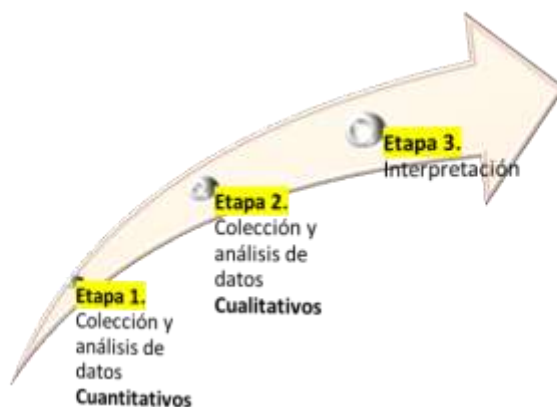 Etapa 1.
Colección y
análisis de
datos
Cuantitativos
Etapa 2.
Colección y
análisis de
datos
Cualitativos
Etapa 3.
Interpretación